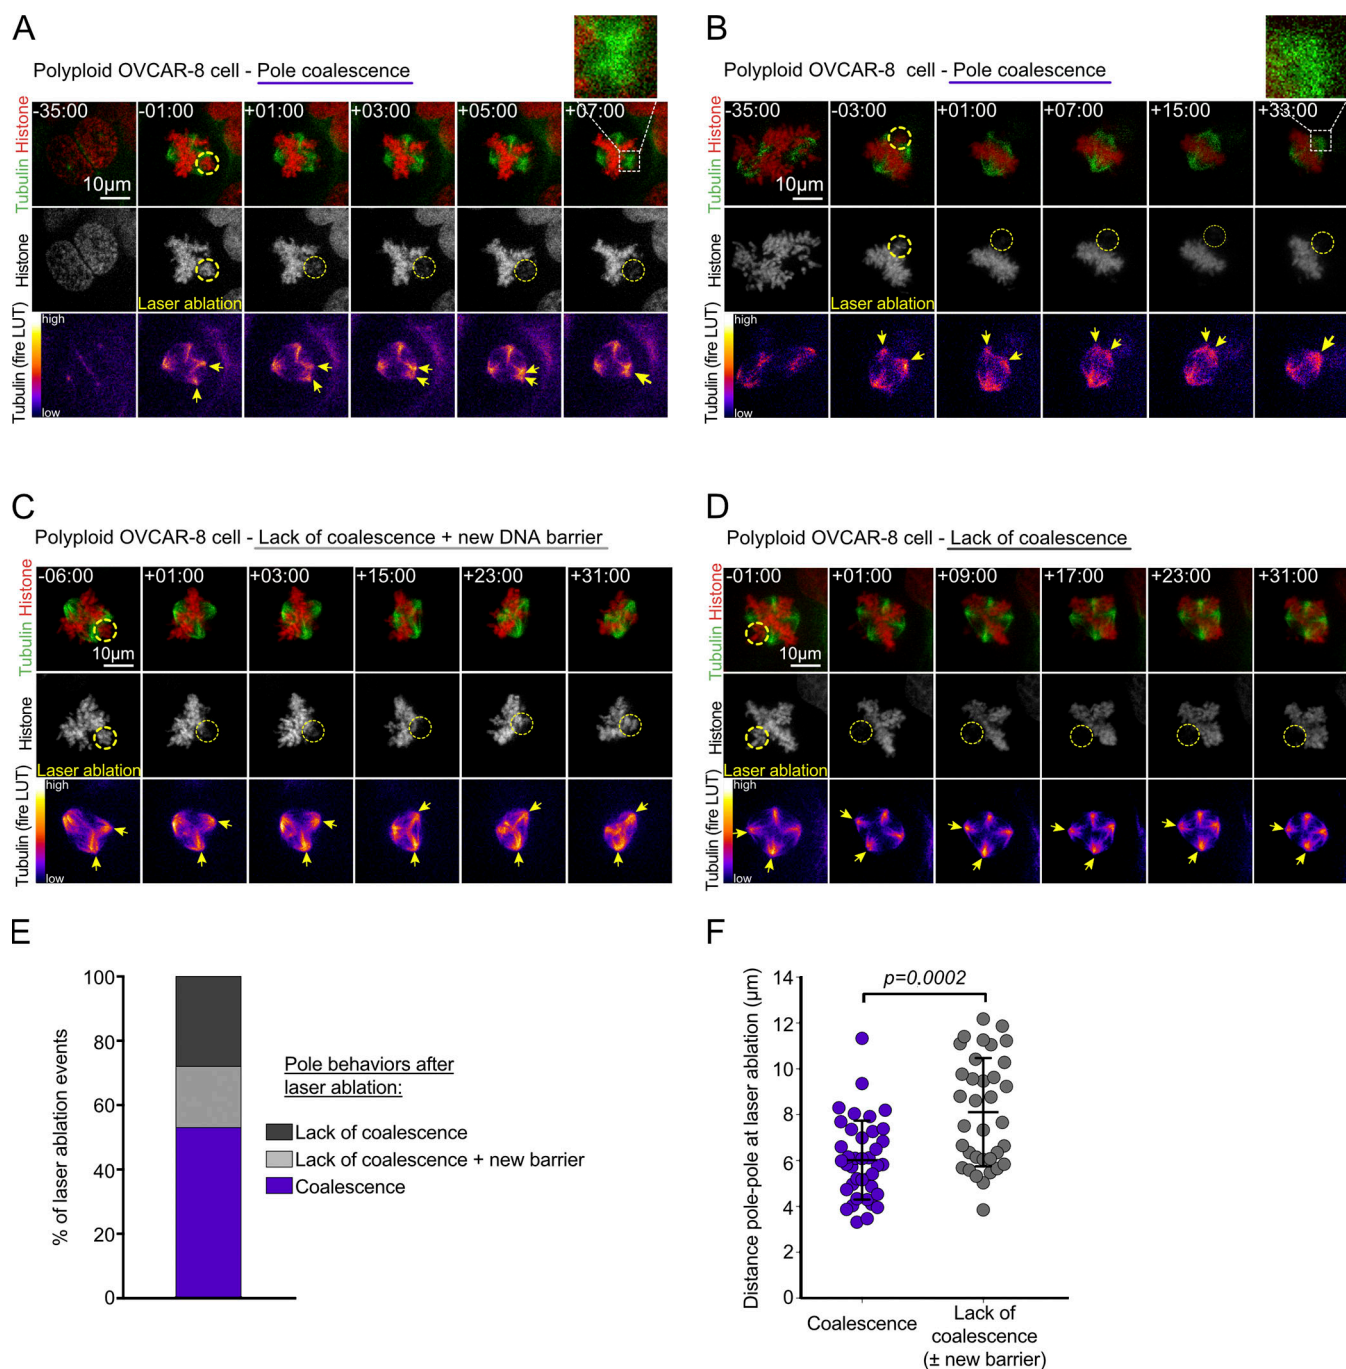 A
Polyploid OVCAR-8 cell - Pole coalescence
Tubulin Histone
-35:00
-01:00
+01:00
+03:00
+05:00
+07:00
10µm
Histone
Laser ablation
Tubulin (fire LUT)
high
low
B
Polyploid OVCAR-8 cell - Pole coalescence
Tubulin Histone
-35:00
-03:00
+01:00
+07:00
+15:00
+33:00
10µm
Histone
Laser ablation
Tubulin (fire LUT)
high
low
C
Polyploid OVCAR-8 cell - Lack of coalescence + new DNA barrier
Tubulin Histone
-06:00
+01:00
+03:00
+15:00
+23:00
+31:00
10µm
Histone
Laser ablation
Tubulin (fire LUT)
high
low
D
Polyploid OVCAR-8 cell - Lack of coalescence
Tubulin Histone
-01:00
+01:00
+09:00
+17:00
+23:00
+31:00
10µm
Histone
Laser ablation
Tubulin (fire LUT)
high
low
E
% of laser ablation events
100
80
60
40
20
0
Pole behaviors after
laser ablation:
Lack of coalescence
Lack of coalescence + new barrier
Coalescence
F
Distance pole-pole at laser ablation (µm)
14
12
10
8
6
4
2
0
p=0.0002
Coalescence
Lack of
coalescence
(± new barrier)